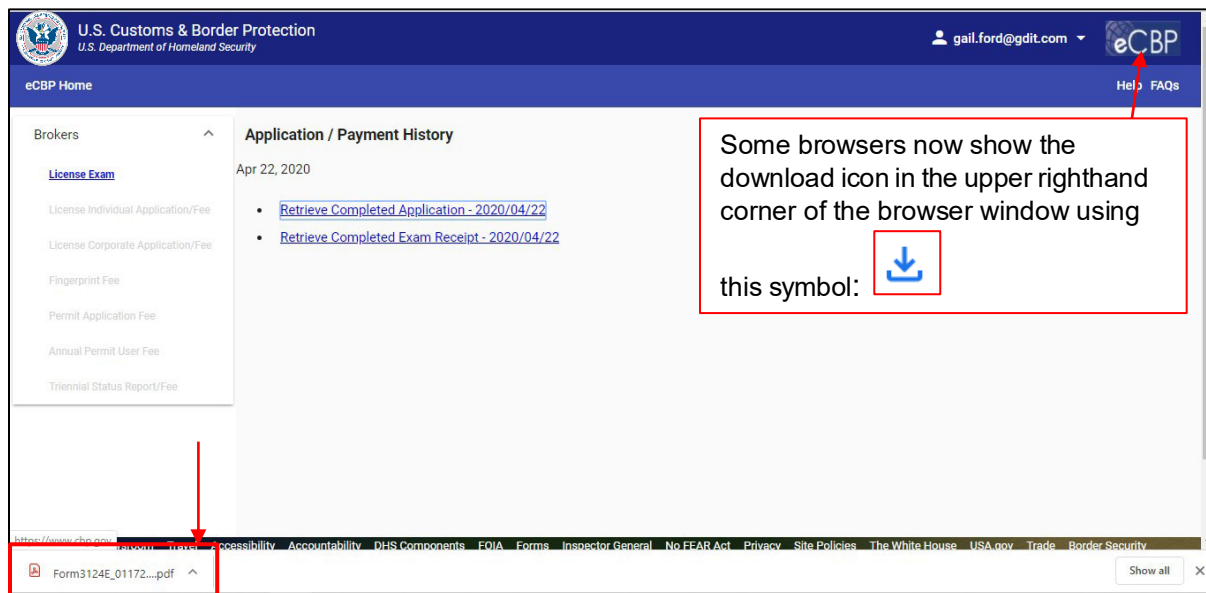 U.S. Customs & Border Protection
U.S. Department of Homeland Security
gail.ford@gdit.com
eCBP
eCBP Home
Help FAQs
Brokers
License Exam
License Individual Application/Fee
License Corporate Application/Fee
Fingerprint Fee
Permit Application Fee
Annual Permit User Fee
Triennial Status Report/Fee
Application / Payment History
Apr 22, 2020
• Retrieve Completed Application - 2020/04/22
• Retrieve Completed Exam Receipt - 2020/04/22
Some browsers now show the
download icon in the upper righthand
corner of the browser window using
this symbol:
https://www.cbp.gov
Travel Accessibility Accountability DHS Components FOIA Forms Inspector General No FEAR Act Privacy Site Policies The White House USA.gov Trade Border Security
Form3124E_01172....pdf
Show all